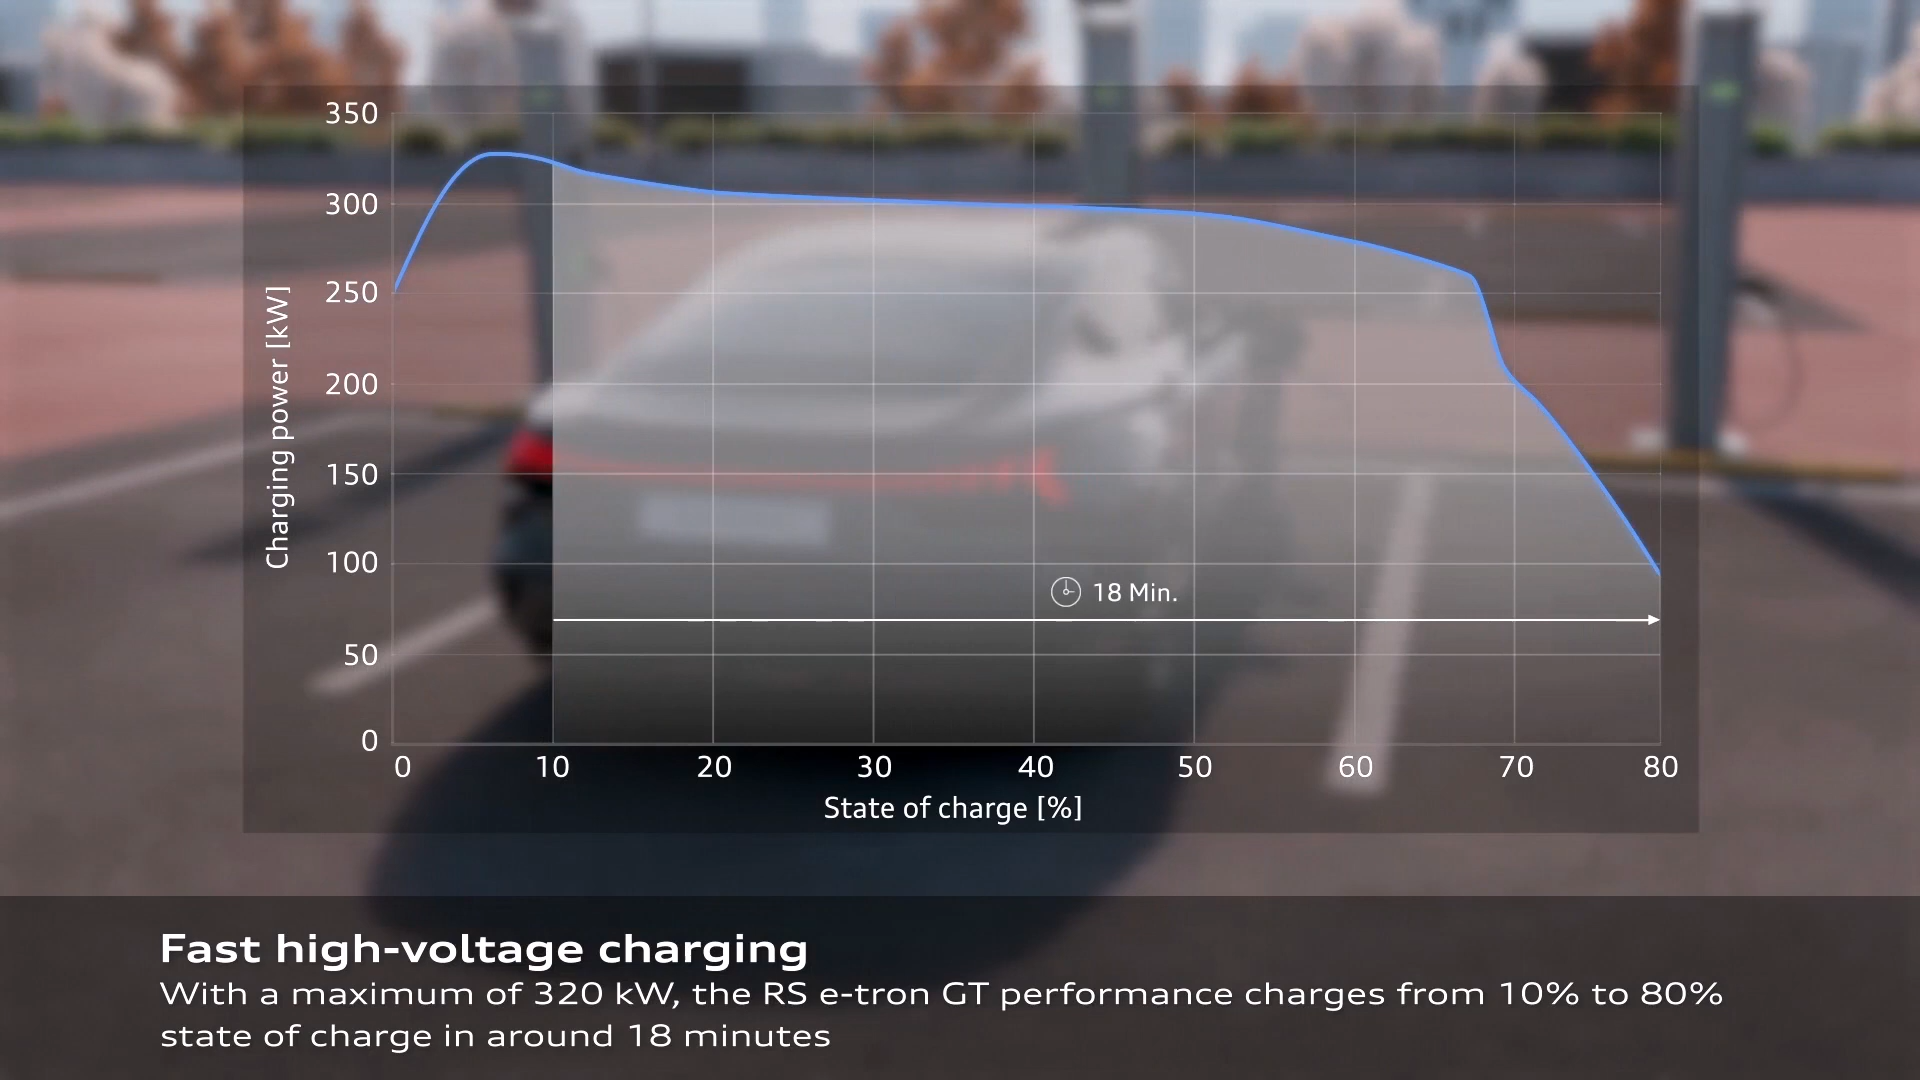 350
300
250
200
150
100
50
0
Charging power [kW]
18 Min.
0 10 20 30 40 50 60 70 80
State of charge [%]
Fast high-voltage charging
With a maximum of 320 kW, the RS e-tron GT performance charges from 10% to 80%
state of charge in around 18 minutes